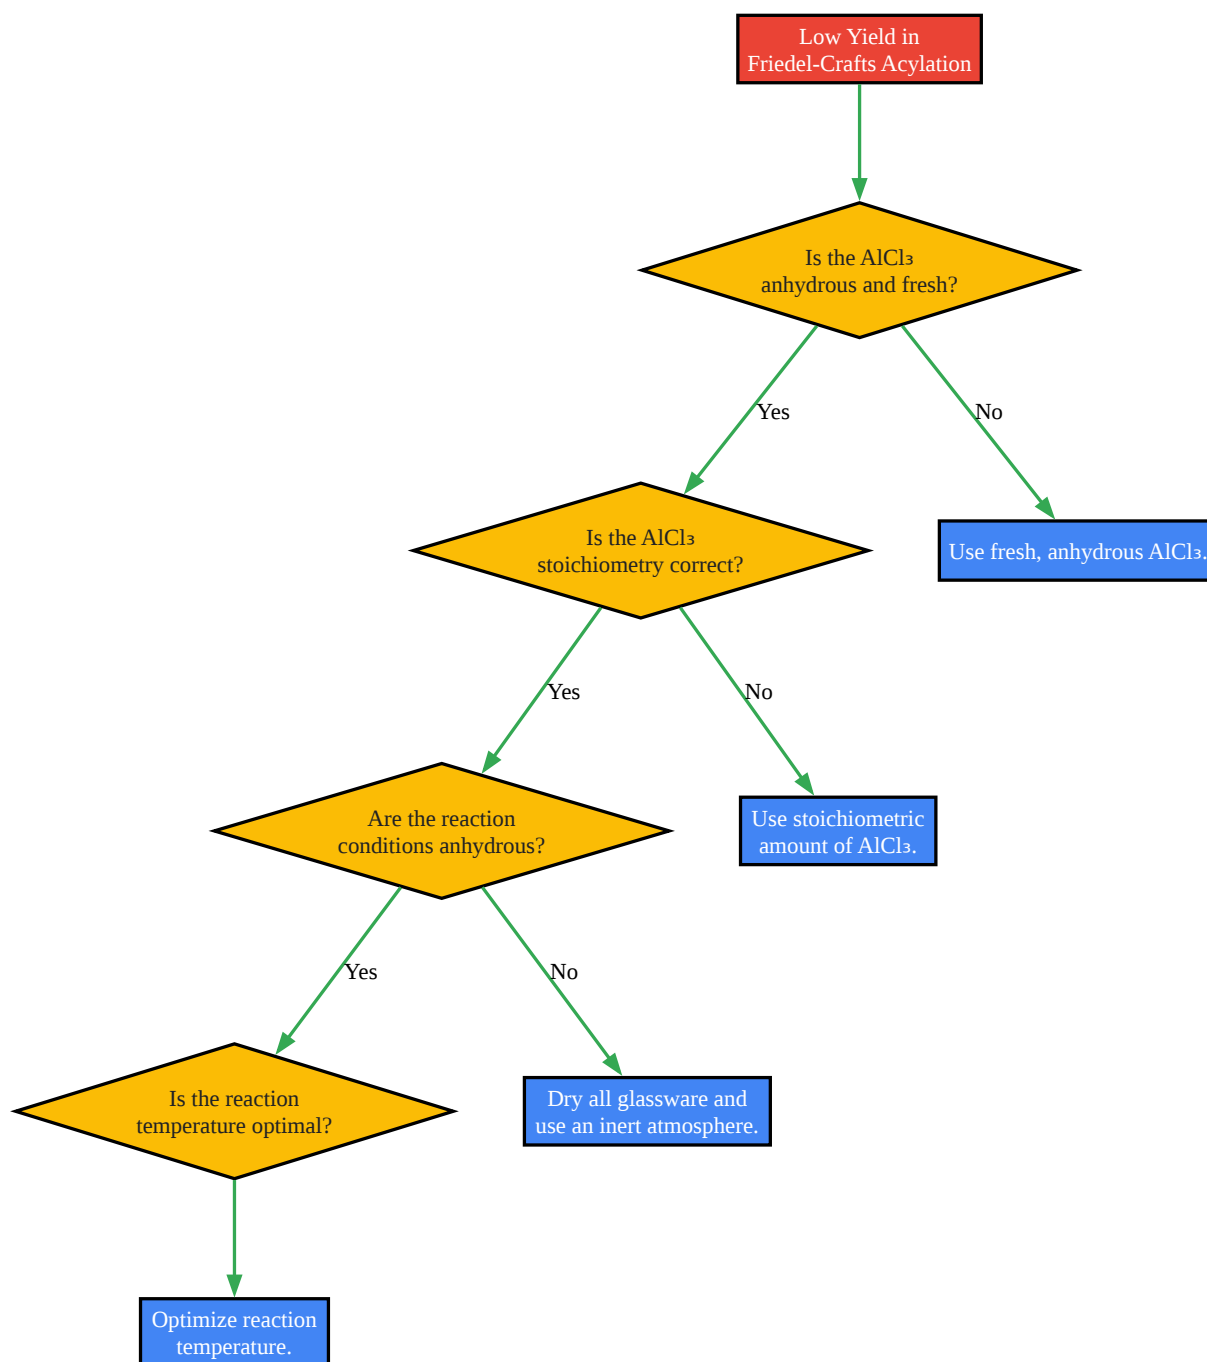 Low Yield in
Friedel-Crafts Acylation
Is the AlCl₃
anhydrous and fresh?
Yes
No
Is the AlCl₃
stoichiometry correct?
Use fresh, anhydrous AlCl₃.
Yes
No
Are the reaction
conditions anhydrous?
Use stoichiometric
amount of AlCl₃.
Yes
No
Is the reaction
temperature optimal?
Dry all glassware and
use an inert atmosphere.
Optimize reaction
temperature.